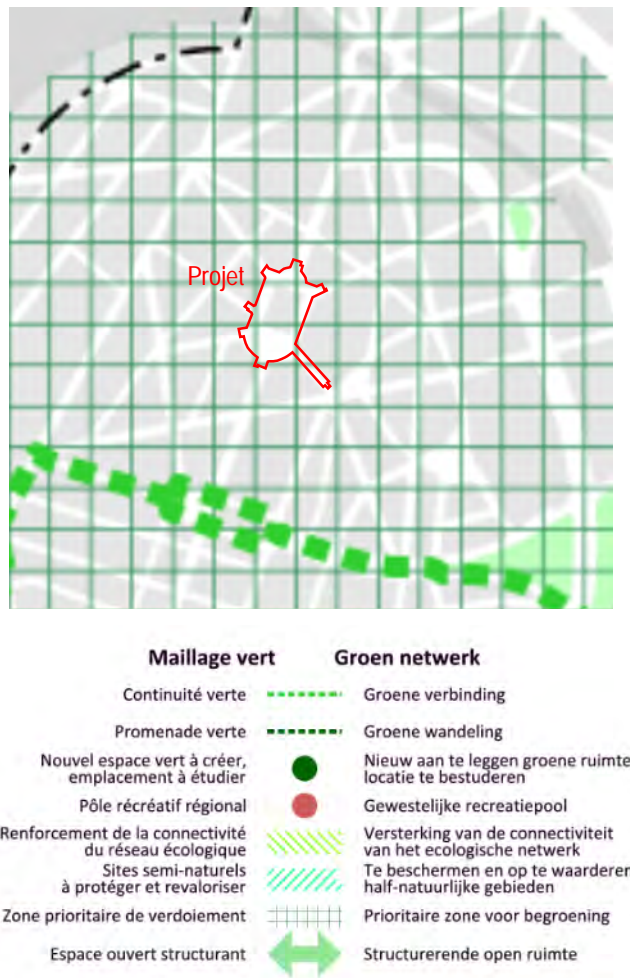 Projet
Maillage vert Groen netwerk
Continuité verte Groene verbinding
Promenade verte Groene wandeling
Nouvel espace vert à créer,
emplacement à étudier
Nieuw aan te leggen groene ruimte
locatie te bestuderen
Pôle récréatif régional Gewestelijke recreatiepool
Renforcement de la connectivité
du réseau écologique
Versterking van de connectiviteit
van het ecologische netwerk
Sites semi-naturels
à protéger et revaloriser
Te beschermen en op te waarderen
half-natuurlijke gebieden
Zone prioritaire de verdoiement Prioritaire zone voor begroening
Espace ouvert structurant Structurerende open ruimte